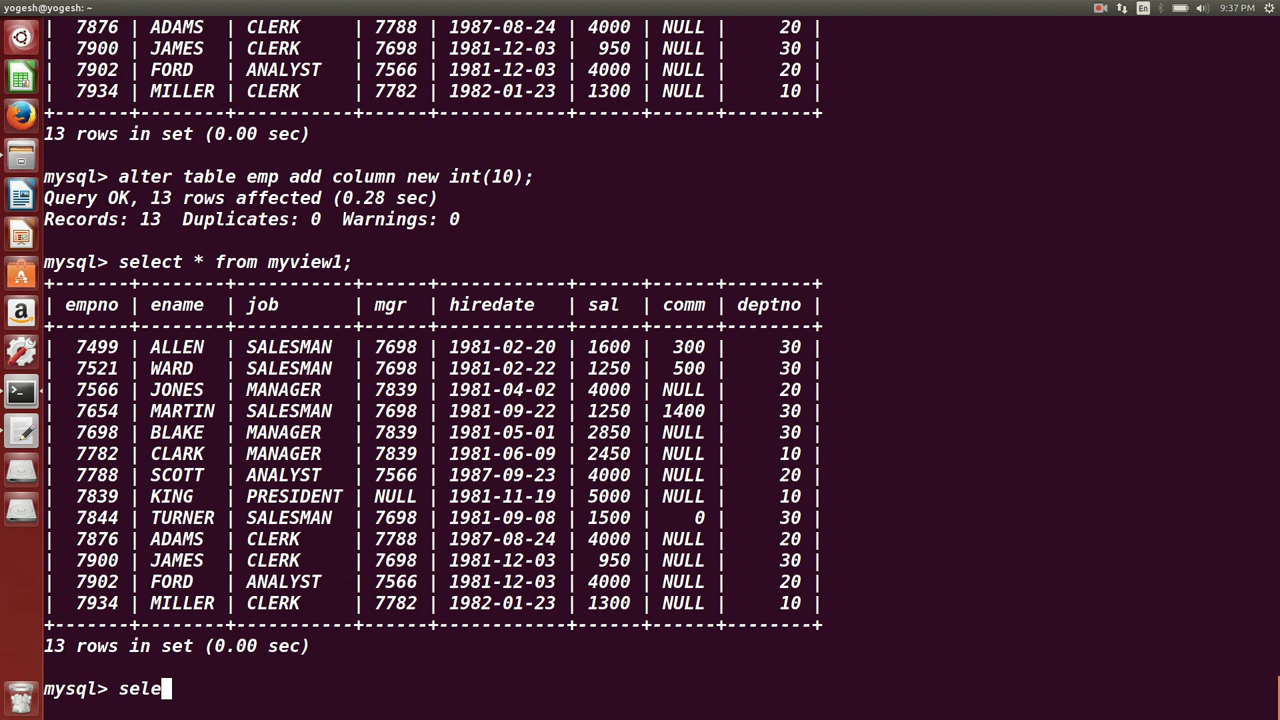 yogesh@yogesh: ~
En
9:37 PM
| 7876 | ADAMS | CLERK | 7788 | 1987-08-24 | 4000 | NULL | 20 |
| 7900 | JAMES | CLERK | 7698 | 1981-12-03 | 950 | NULL | 30 |
| 7902 | FORD | ANALYST | 7566 | 1981-12-03 | 4000 | NULL | 20 |
| 7934 | MILLER | CLERK | 7782 | 1982-01-23 | 1300 | NULL | 10 |
+-------+--------+-----------+------+------------+------+------+--------+
13 rows in set (0.00 sec)
mysql> alter table emp add column new int(10);
Query OK, 13 rows affected (0.28 sec)
Records: 13 Duplicates: 0 Warnings: 0
mysql> select * from myview1;
+-------+--------+-----------+------+------------+------+------+--------+
| empno | ename | job | mgr | hiredate | sal | comm | deptno |
+-------+--------+-----------+------+------------+------+------+--------+
| 7499 | ALLEN | SALESMAN | 7698 | 1981-02-20 | 1600 | 300 | 30 |
| 7521 | WARD | SALESMAN | 7698 | 1981-02-22 | 1250 | 500 | 30 |
| 7566 | JONES | MANAGER | 7839 | 1981-04-02 | 4000 | NULL | 20 |
| 7654 | MARTIN | SALESMAN | 7698 | 1981-09-22 | 1250 | 1400 | 30 |
| 7698 | BLAKE | MANAGER | 7839 | 1981-05-01 | 2850 | NULL | 30 |
| 7782 | CLARK | MANAGER | 7839 | 1981-06-09 | 2450 | NULL | 10 |
| 7788 | SCOTT | ANALYST | 7566 | 1987-09-23 | 4000 | NULL | 20 |
| 7839 | KING | PRESIDENT | NULL | 1981-11-19 | 5000 | NULL | 10 |
| 7844 | TURNER | SALESMAN | 7698 | 1981-09-08 | 1500 | 0 | 30 |
| 7876 | ADAMS | CLERK | 7788 | 1987-08-24 | 4000 | NULL | 20 |
| 7900 | JAMES | CLERK | 7698 | 1981-12-03 | 950 | NULL | 30 |
| 7902 | FORD | ANALYST | 7566 | 1981-12-03 | 4000 | NULL | 20 |
| 7934 | MILLER | CLERK | 7782 | 1982-01-23 | 1300 | NULL | 10 |
+-------+--------+-----------+------+------------+------+------+--------+
13 rows in set (0.00 sec)
mysql> sele